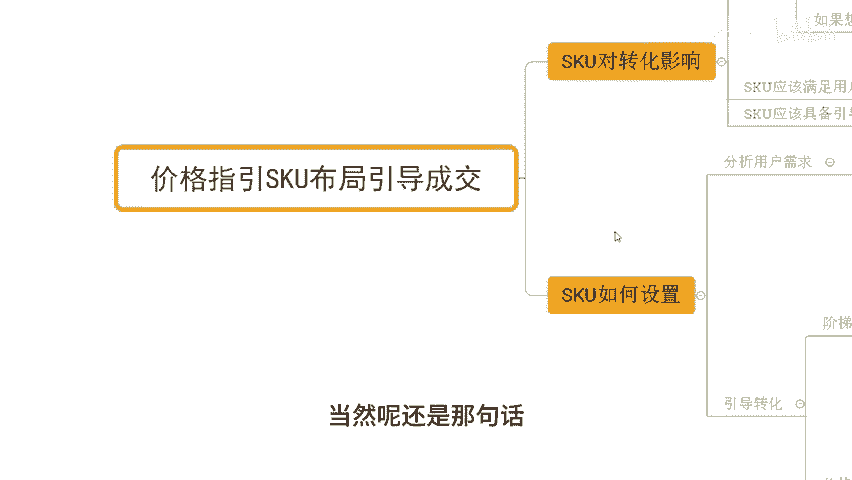 如果想
SKU对转化影响
SKU应该满足用户
SKU应该具备引导
分析用户需求
价格指引SKU布局引导成交
SKU如何设置
阶梯
引导转化
当然呢还是那句话